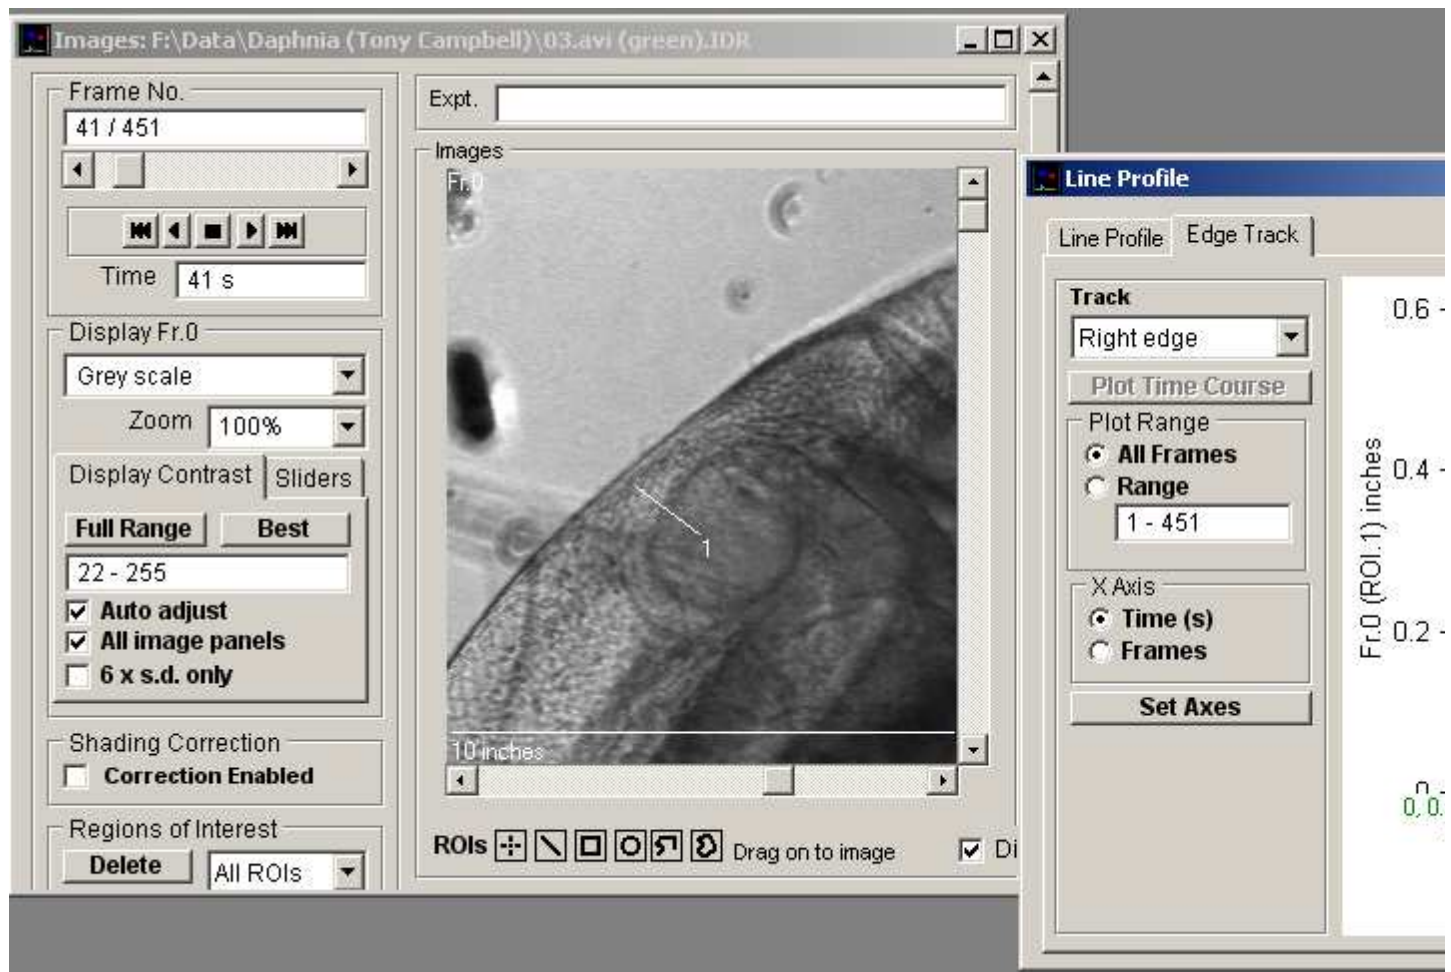 Images: F:\Data\Daphnia (Tony Campbell)\03.avi (green).IDR
Frame No.
41 / 451
Time 41 s
Display Fr.0
Grey scale
Zoom 100%
Display Contrast Sliders
Full Range Best
22 - 255
Auto adjust
All image panels
6 x s.d. only
Shading Correction
Correction Enabled
Regions of Interest
Delete All ROIs
Expt.
Images
Fr.0
1
10 inches
ROIs Drag on to image Di
Line Profile
Line Profile Edge Track
Track
Right edge
Plot Time Course
Plot Range
All Frames
Range
1 - 451
X Axis
Time (s)
Frames
Set Axes
Fr.0 (ROI.1) inches
0.6
0.4
0.2
0, 0.